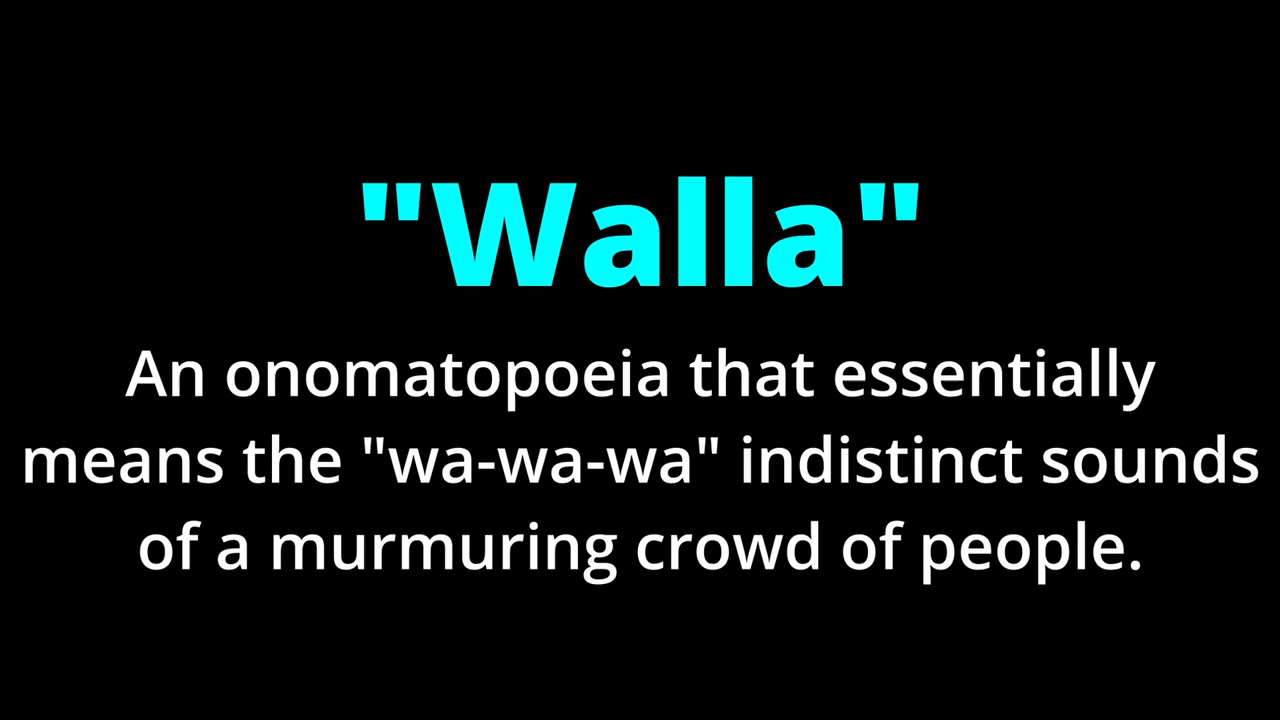 "Walla"
An onomatopoeia that essentially
means the "wa-wa-wa" indistinct sounds
of a murmuring crowd of people.